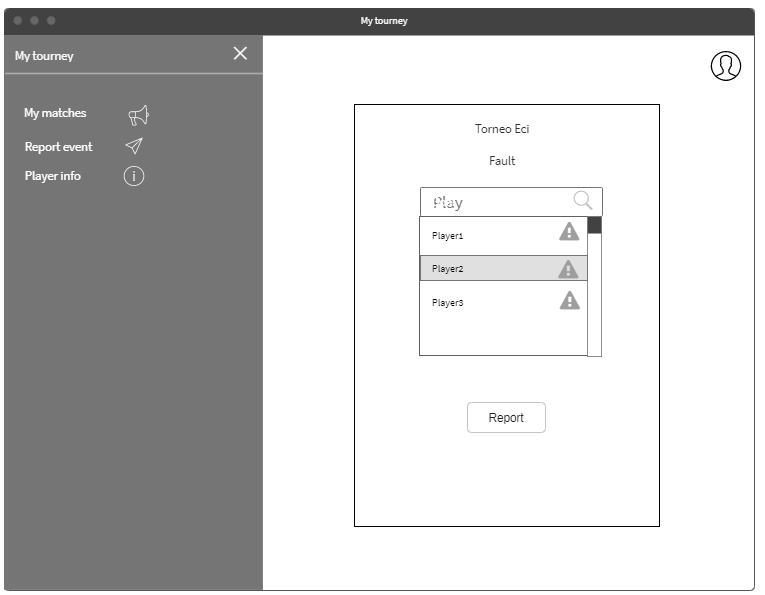 My tourney
My tourney
My matches
Report event
Player info
Torneo Eci
Fault
Play
Player1
Player2
Player3
Report